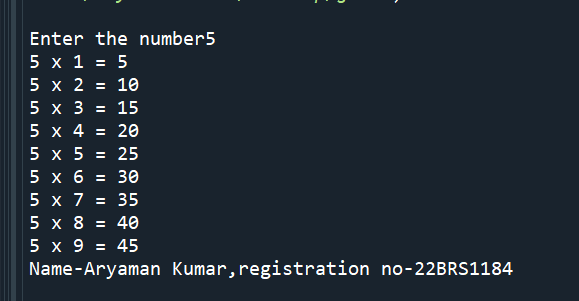 Enter the number5
5 x 1 = 5
5 x 2 = 10
5 x 3 = 15
5 x 4 = 20
5 x 5 = 25
5 x 6 = 30
5 x 7 = 35
5 x 8 = 40
5 x 9 = 45
Name-Aryaman Kumar,registration no-22BRS1184